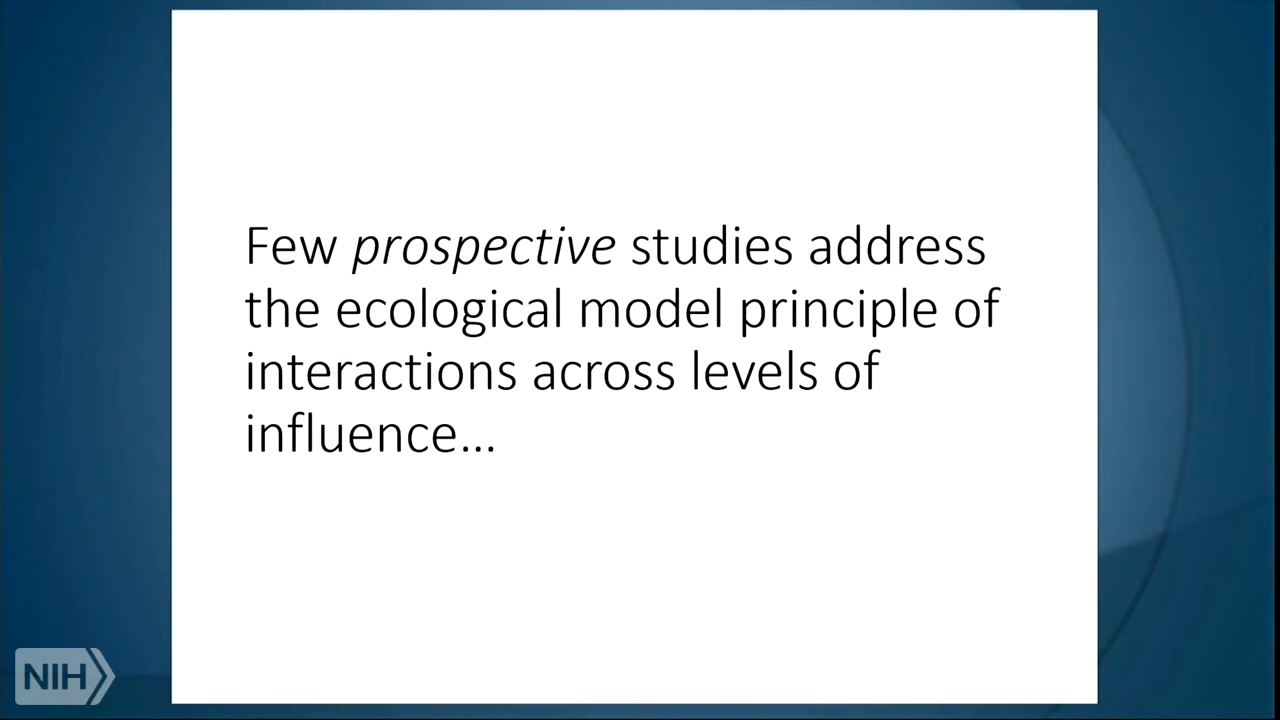 Few prospective studies address
the ecological model principle of
interactions across levels of
influence...
NIH